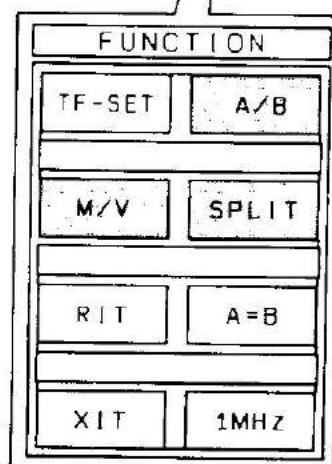 FUNCTION
TF-SET A/B
M/V SPLIT
RIT A=B
XIT 1MHz